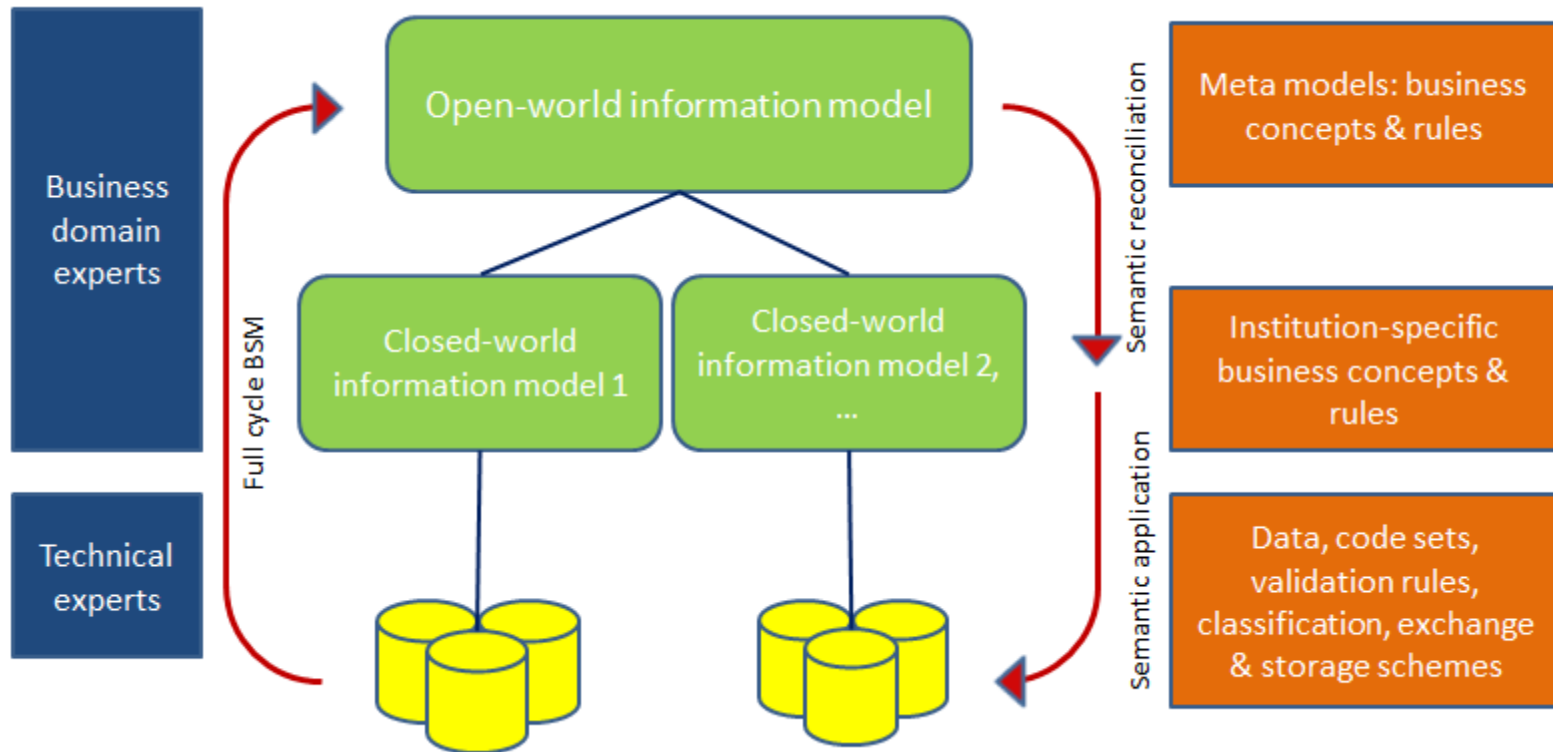 Business
domain
experts
Technical
experts
Full cycle BSM
Open-world information model
Closed-world
information model 1
Closed-world
information model 2,
...
Semantic reconciliation
Semantic application
Meta models: business
concepts & rules
Institution-specific
business concepts &
rules
Data, code sets,
validation rules,
classification, exchange
& storage schemes